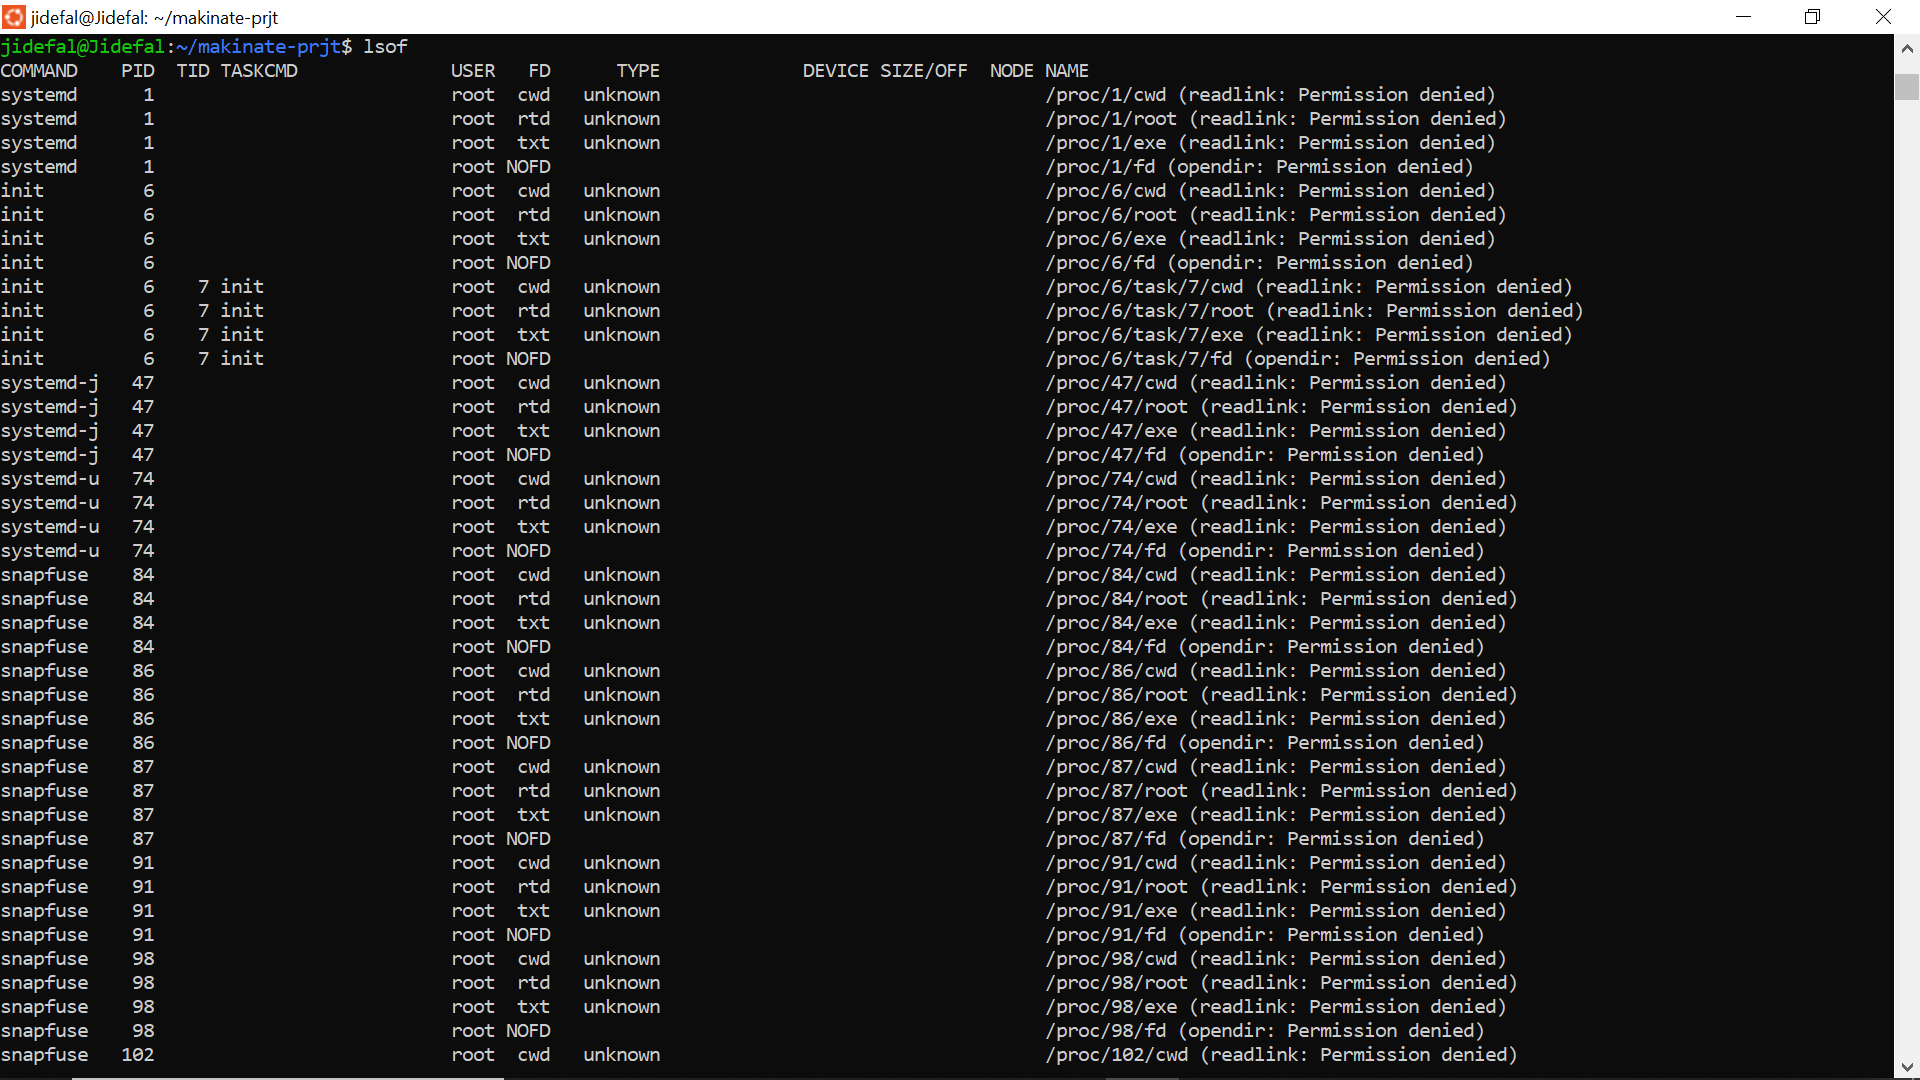 jidefal@Jidefal: ~/makinate-prjt
jidefal@Jidefal:~/makinate-prjt$ lsof
COMMAND PID TID TASKCMD USER FD TYPE DEVICE SIZE/OFF NODE NAME
systemd 1 root cwd unknown /proc/1/cwd (readlink: Permission denied)
systemd 1 root rtd unknown /proc/1/root (readlink: Permission denied)
systemd 1 root txt unknown /proc/1/exe (readlink: Permission denied)
systemd 1 root NOFD /proc/1/fd (opendir: Permission denied)
init 6 root cwd unknown /proc/6/cwd (readlink: Permission denied)
init 6 root rtd unknown /proc/6/root (readlink: Permission denied)
init 6 root txt unknown /proc/6/exe (readlink: Permission denied)
init 6 root NOFD /proc/6/fd (opendir: Permission denied)
init 6 7 init root cwd unknown /proc/6/task/7/cwd (readlink: Permission denied)
init 6 7 init root rtd unknown /proc/6/task/7/root (readlink: Permission denied)
init 6 7 init root txt unknown /proc/6/task/7/exe (readlink: Permission denied)
init 6 7 init root NOFD /proc/6/task/7/fd (opendir: Permission denied)
systemd-j 47 root cwd unknown /proc/47/cwd (readlink: Permission denied)
systemd-j 47 root rtd unknown /proc/47/root (readlink: Permission denied)
systemd-j 47 root txt unknown /proc/47/exe (readlink: Permission denied)
systemd-j 47 root NOFD /proc/47/fd (opendir: Permission denied)
systemd-u 74 root cwd unknown /proc/74/cwd (readlink: Permission denied)
systemd-u 74 root rtd unknown /proc/74/root (readlink: Permission denied)
systemd-u 74 root txt unknown /proc/74/exe (readlink: Permission denied)
systemd-u 74 root NOFD /proc/74/fd (opendir: Permission denied)
snapfuse 84 root cwd unknown /proc/84/cwd (readlink: Permission denied)
snapfuse 84 root rtd unknown /proc/84/root (readlink: Permission denied)
snapfuse 84 root txt unknown /proc/84/exe (readlink: Permission denied)
snapfuse 84 root NOFD /proc/84/fd (opendir: Permission denied)
snapfuse 86 root cwd unknown /proc/86/cwd (readlink: Permission denied)
snapfuse 86 root rtd unknown /proc/86/root (readlink: Permission denied)
snapfuse 86 root txt unknown /proc/86/exe (readlink: Permission denied)
snapfuse 86 root NOFD /proc/86/fd (opendir: Permission denied)
snapfuse 87 root cwd unknown /proc/87/cwd (readlink: Permission denied)
snapfuse 87 root rtd unknown /proc/87/root (readlink: Permission denied)
snapfuse 87 root txt unknown /proc/87/exe (readlink: Permission denied)
snapfuse 87 root NOFD /proc/87/fd (opendir: Permission denied)
snapfuse 91 root cwd unknown /proc/91/cwd (readlink: Permission denied)
snapfuse 91 root rtd unknown /proc/91/root (readlink: Permission denied)
snapfuse 91 root txt unknown /proc/91/exe (readlink: Permission denied)
snapfuse 91 root NOFD /proc/91/fd (opendir: Permission denied)
snapfuse 98 root cwd unknown /proc/98/cwd (readlink: Permission denied)
snapfuse 98 root rtd unknown /proc/98/root (readlink: Permission denied)
snapfuse 98 root txt unknown /proc/98/exe (readlink: Permission denied)
snapfuse 98 root NOFD /proc/98/fd (opendir: Permission denied)
snapfuse 102 root cwd unknown /proc/102/cwd (readlink: Permission denied)